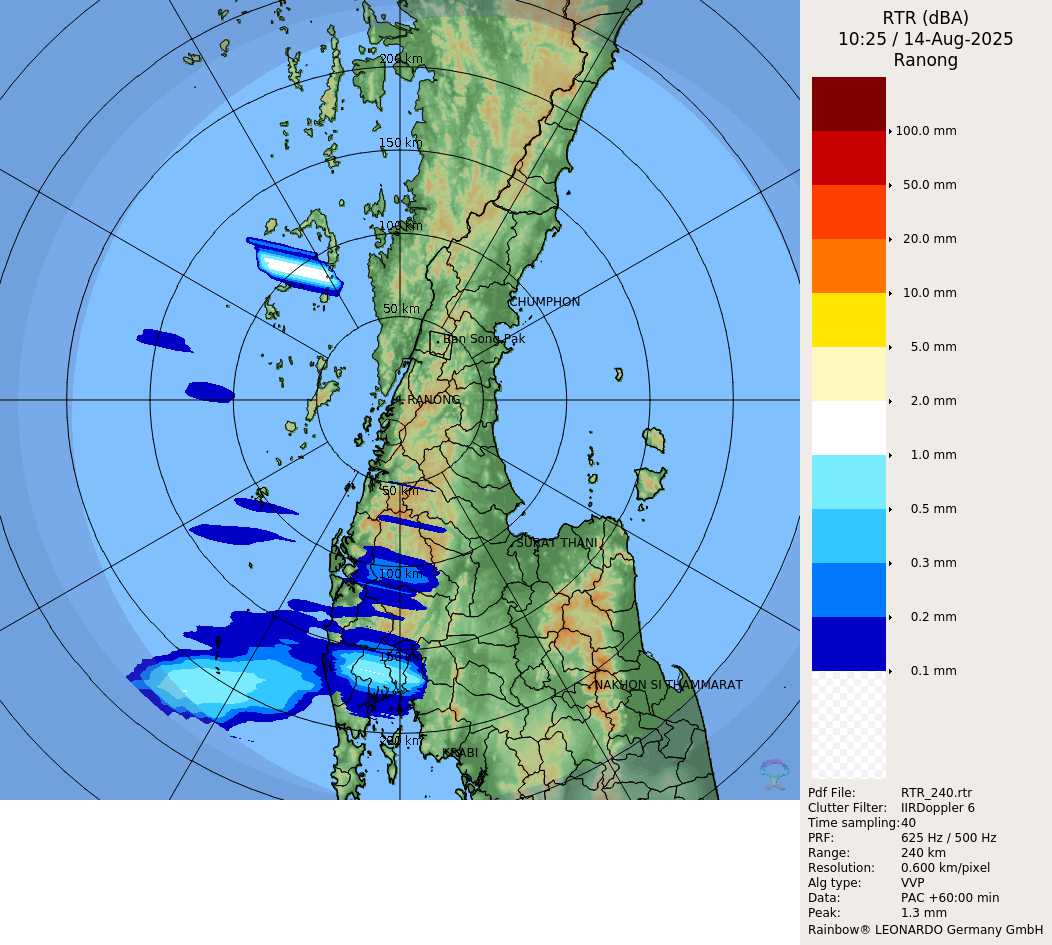 RTR (dBA)
10:25 / 14-Aug-2025
Ranong
200 km
150 km
100 km
50 km
CHUMPHON
Ban Song Pak
RANONG
50 km
SURAT THANI
100 km
150 km
NAKHON SI THAMMARAT
200 km
KRABI
100.0 mm
50.0 mm
20.0 mm
10.0 mm
5.0 mm
2.0 mm
1.0 mm
0.5 mm
0.3 mm
0.2 mm
0.1 mm
Pdf File: RTR_240.rtr
Clutter Filter: IIRDoppler 6
Time sampling:40
PRF: 625 Hz / 500 Hz
Range: 240 km
Resolution: 0.600 km/pixel
Alg type: VVP
Data: PAC +60:00 min
Peak: 1.3 mm
Rainbow® LEONARDO Germany GmbH